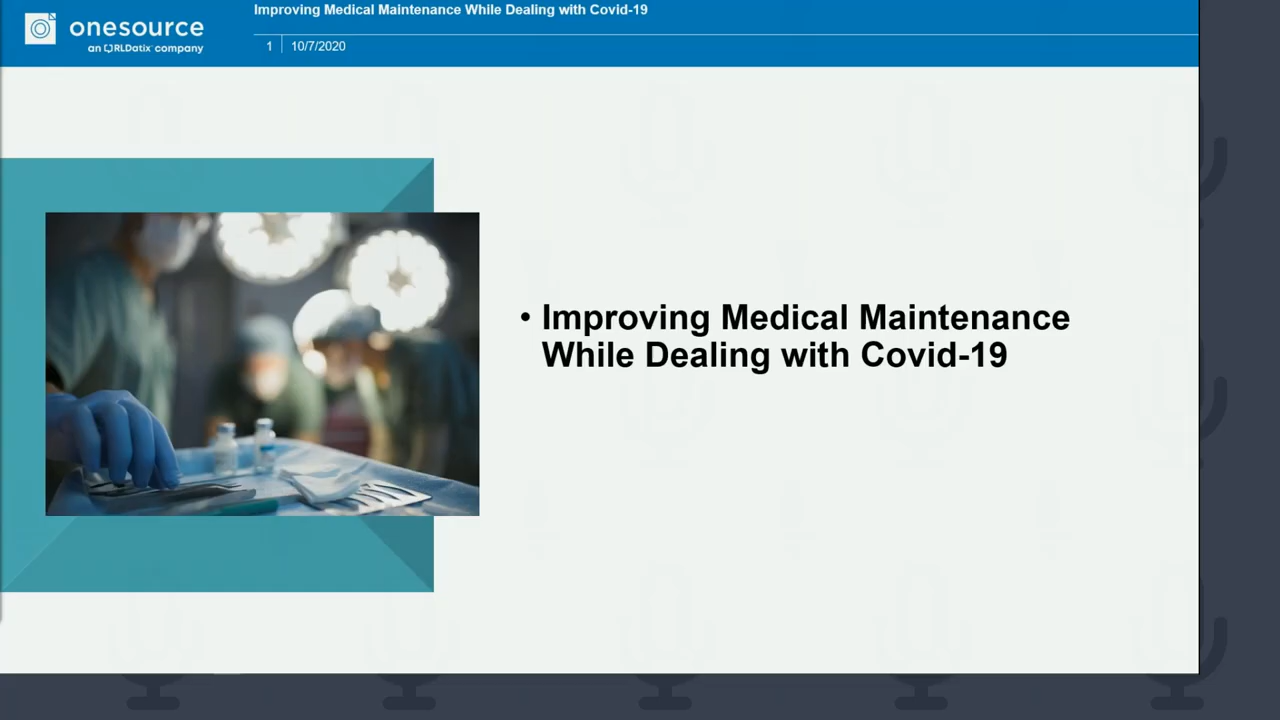 Improving Medical Maintenance While Dealing with Covid-19
onesource
an RLDatix company
1 10/7/2020
• Improving Medical Maintenance
While Dealing with Covid-19